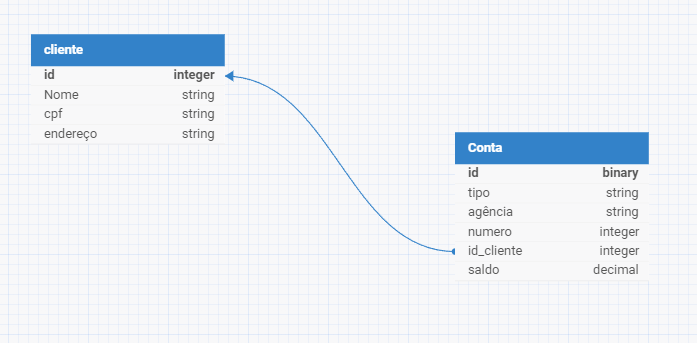 cliente
id integer
Nome string
cpf string
endereço string
Conta
id binary
tipo string
agência string
numero integer
id_cliente integer
saldo decimal